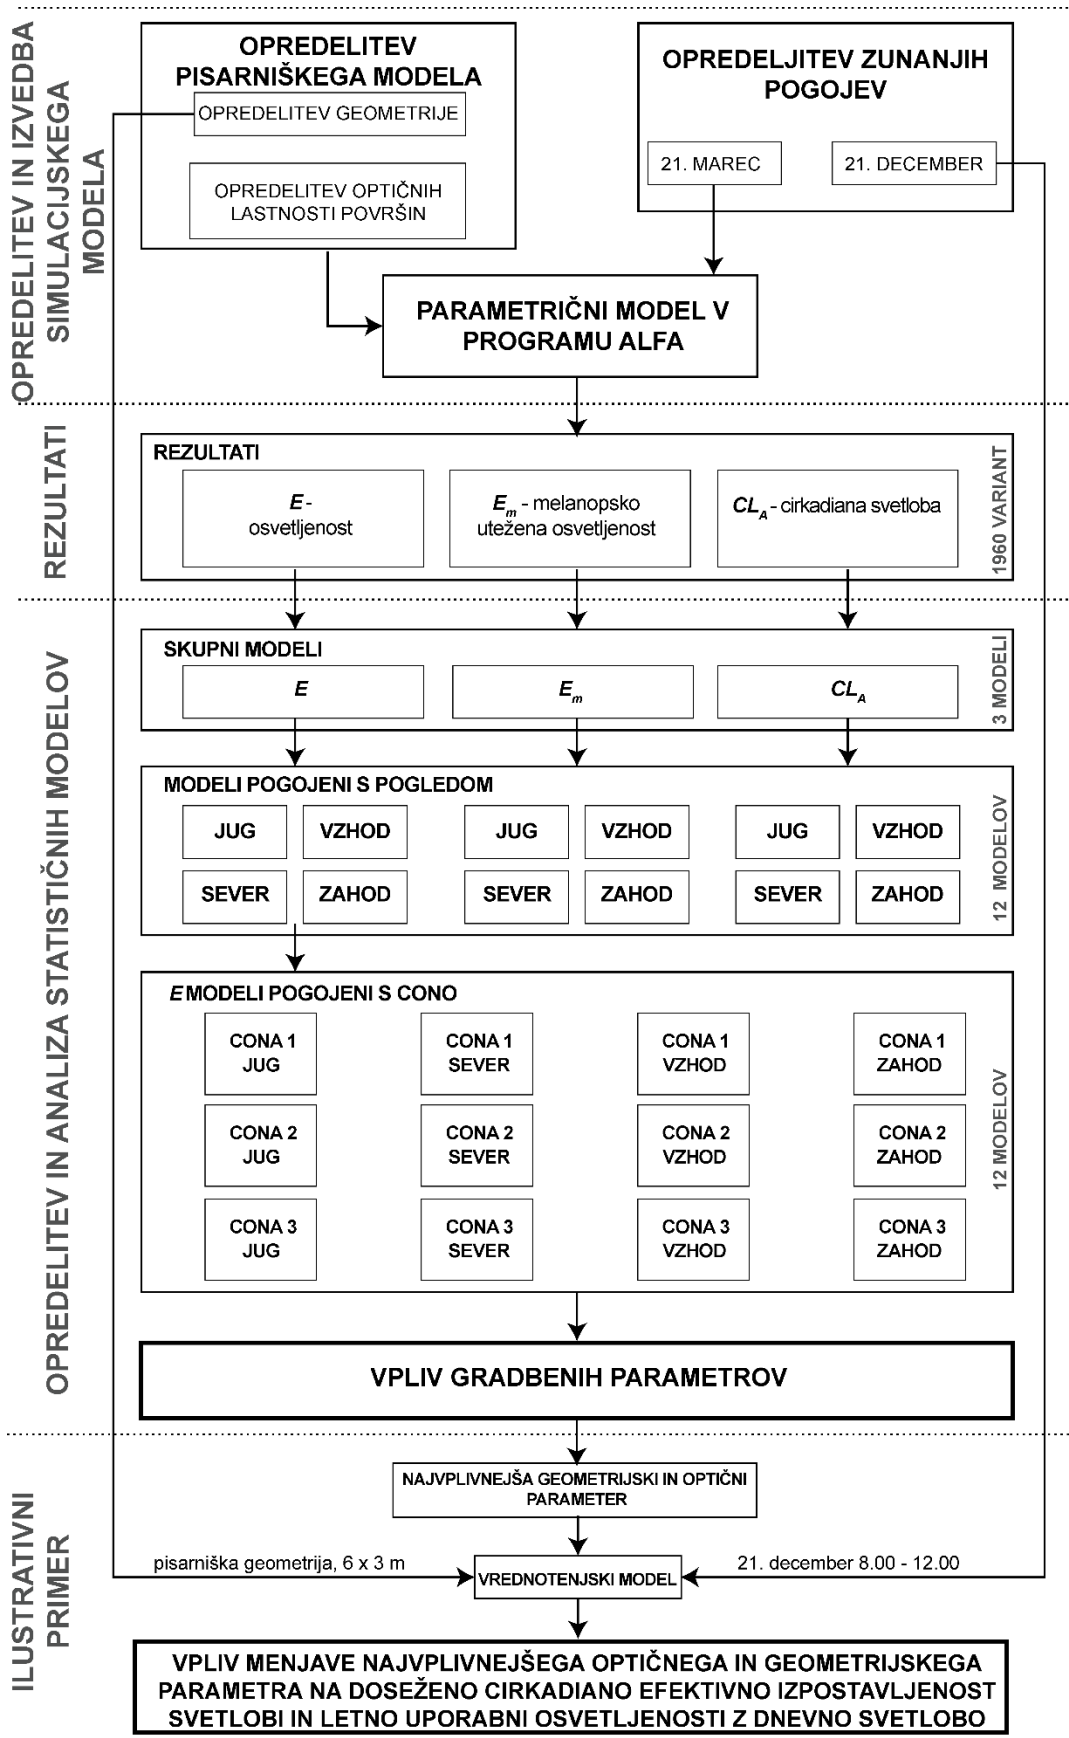 OPREDELITEV IN IZVEDBA
SIMULACIJSKEGA
MODELA
OPREDELITEV
PISARNIŠKEGA MODELA
OPREDELITEV GEOMETRIJE
OPREDELITEV OPTIČNIH
LASTNOSTI POVRŠIN
OPREDELJITEV ZUNANJIH
POGOJEV
21. MAREC
21. DECEMBER
PARAMETRIČNI MODEL V
PROGRAMU ALFA
REZULTATI
REZULTATI
E -
osvetljenost
Em - melanopsko
utežena osvetljenost
CLA - cirkadiana svetloba
1960 VARIANT
OPREDELITEV IN ANALIZA STATISTIČNIH MODELOV
SKUPNI MODELI
E
Em
CLA
3 MODELI
MODELI POGOJENI S POGLEDOM
JUG
VZHOD
JUG
VZHOD
JUG
VZHOD
SEVER
ZAHOD
SEVER
ZAHOD
SEVER
ZAHOD
12 MODELOV
E MODELI POGOJENI S CONO
CONA 1
JUG
CONA 1
SEVER
CONA 1
VZHOD
CONA 1
ZAHOD
CONA 2
JUG
CONA 2
SEVER
CONA 2
VZHOD
CONA 2
ZAHOD
CONA 3
JUG
CONA 3
SEVER
CONA 3
VZHOD
CONA 3
ZAHOD
12 MODELOV
VPLIV GRADBENIH PARAMETROV
ILUSTRATIVNI
PRIMER
NAJVPLIVNEJŠA GEOMETRIJSKI IN OPTIČNI
PARAMETER
pisarniška geometrija, 6 x 3 m
VREDNOTENJSKI MODEL
21. december 8.00 - 12.00
VPLIV MENJAVE NAJVPLIVNEJŠEGA OPTIČNEGA IN GEOMETRIJSKEGA
PARAMETRA NA DOSEŽENO CIRKADIANO EFEKTIVNO IZPOSTAVLJENOST
SVETLOBI IN LETNO UPORABNI OSVETLJENOSTI Z DNEVNO SVETLOBO